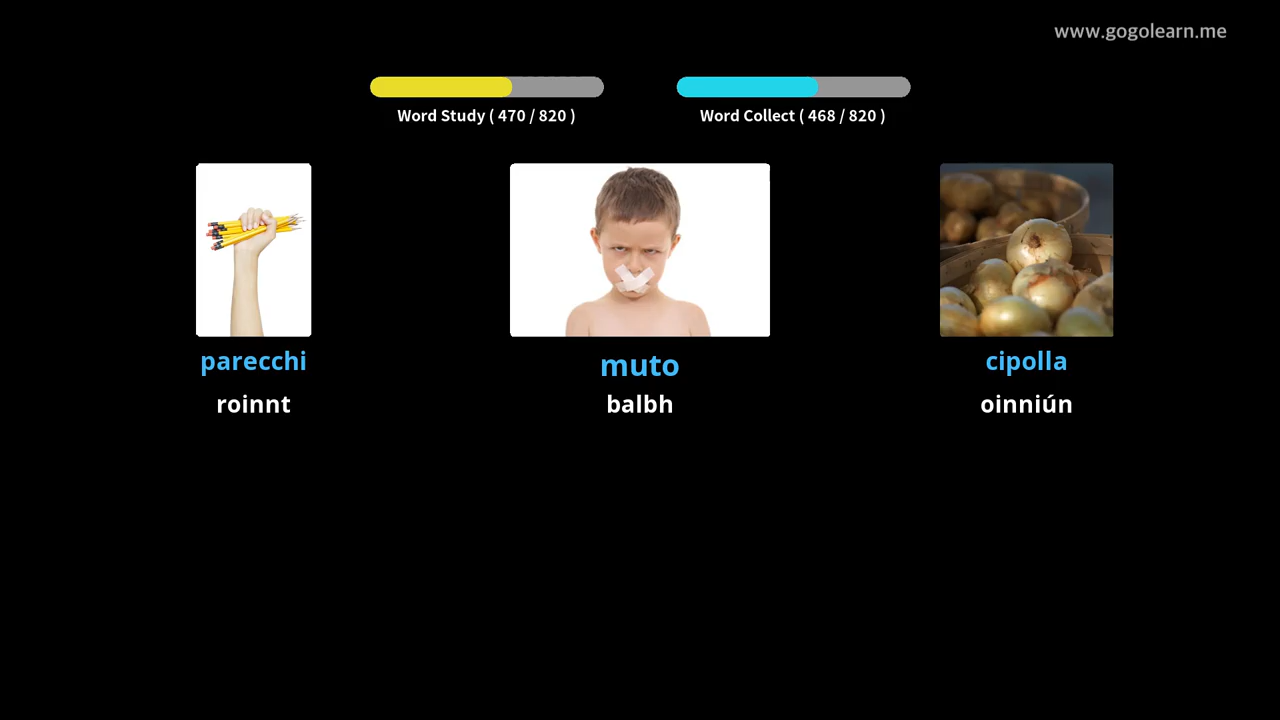 www.gogolearn.me
Word Study ( 470 / 820 )
Word Collect ( 468 / 820 )
parecchi
muto
cipolla
roinnt
balbh
oinniún